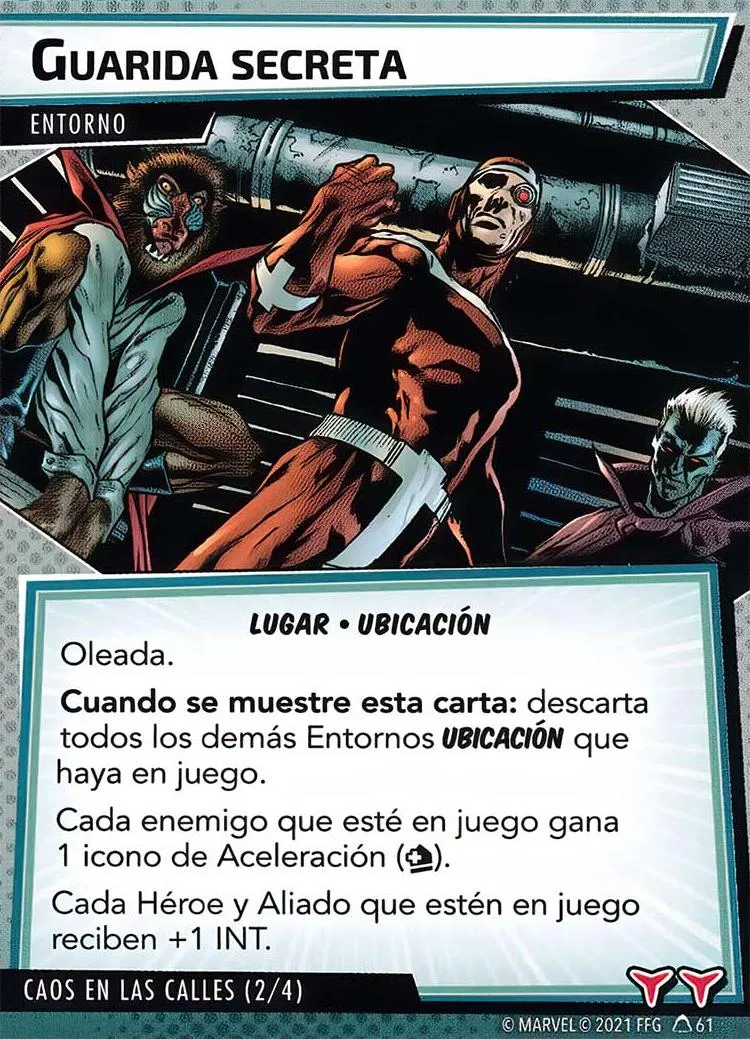 Guarida secreta
ENTORNO
LUGAR • UBICACIÓN
Oleada.
Cuando se muestre esta carta: descarta
todos los demás Entornos UBICACIÓN que
haya en juego.
Cada enemigo que esté en juego gana
1 icono de Aceleración ( ).
Cada Héroe y Aliado que estén en juego
reciben +1 INT.
CAOS EN LAS CALLES (2/4)
© MARVEL © 2021 FFG 61